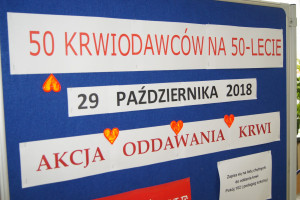 50 KRWIODAWCÓW NA 50-LECIE
29 PAŹDZIERNIKA 2018
AKCJA ODDAWANIA KRWI